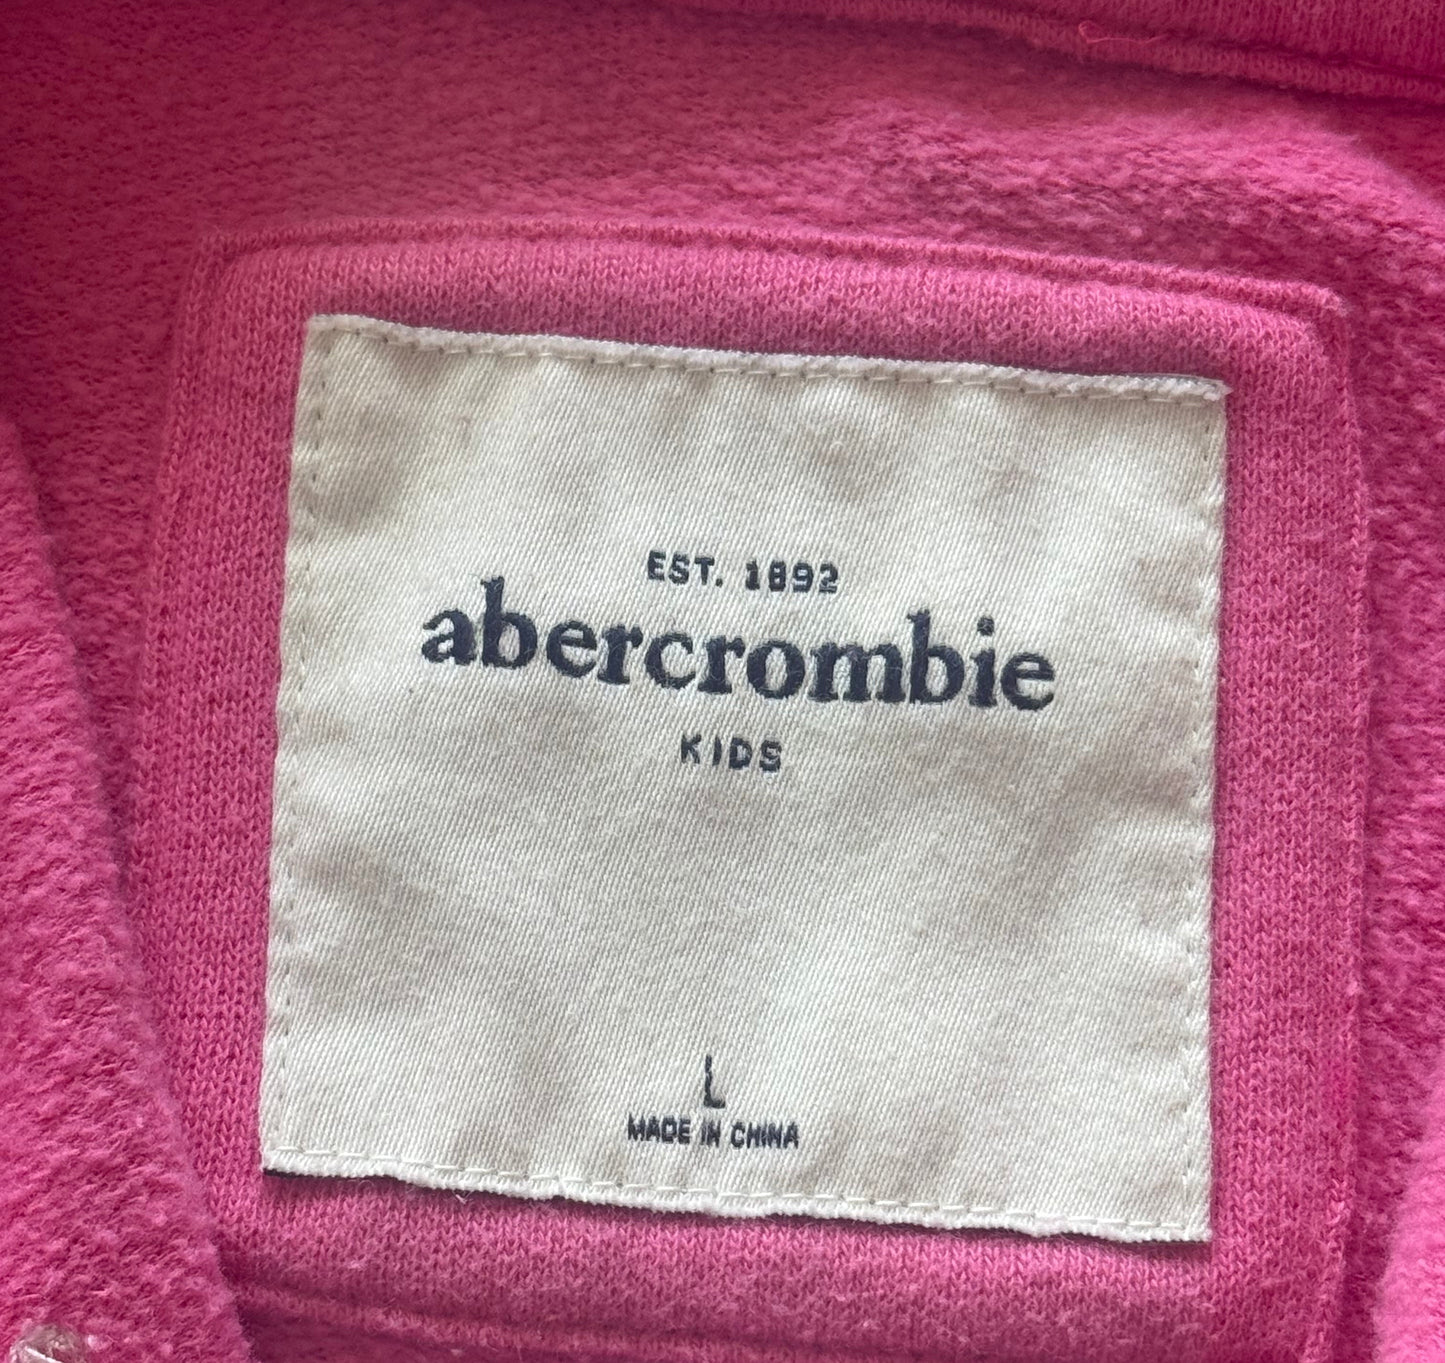 EST. 1892
abercrombie
KIDS
L
MADE IN CHINA